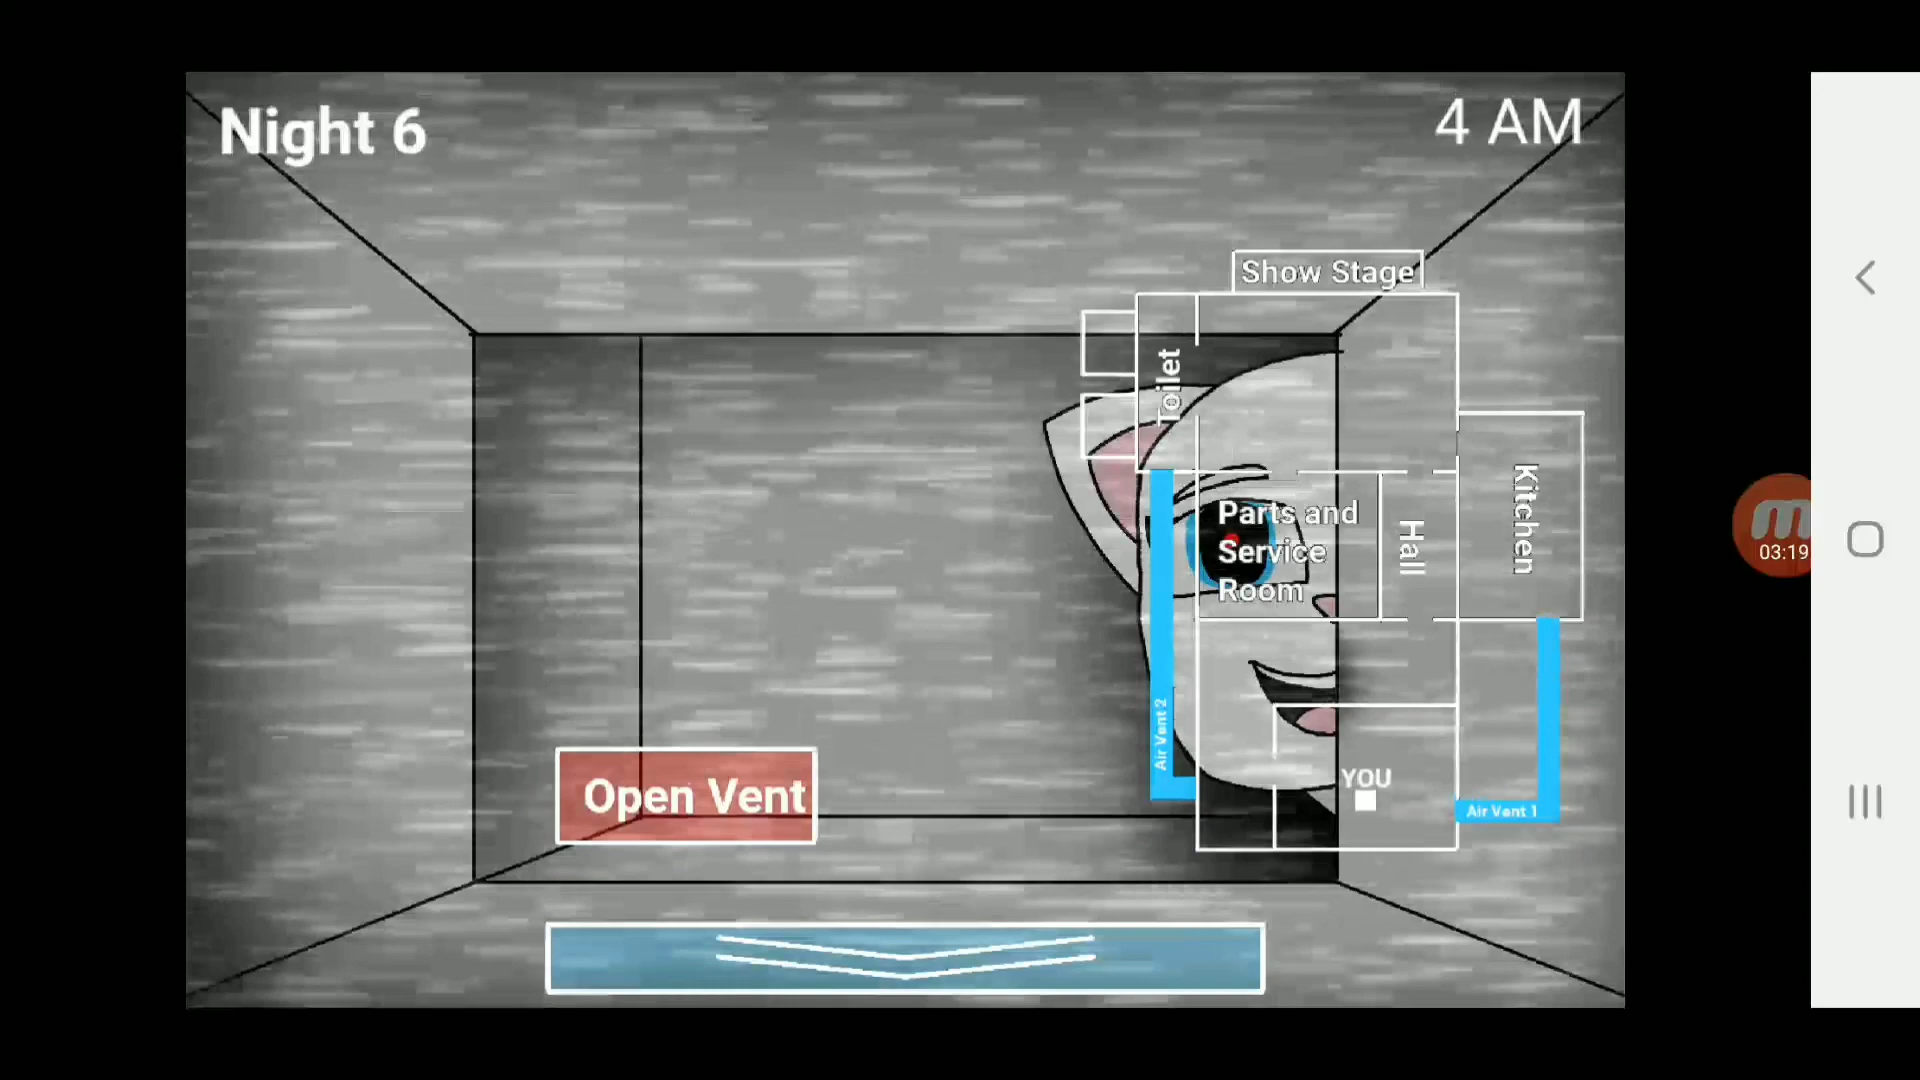 Night 6
4 AM
Show Stage
Toilet
Parts and
Service
Room
Hall
Kitchen
Air Vent 2
YOU
Air Vent 1
Open Vent
m
03:19